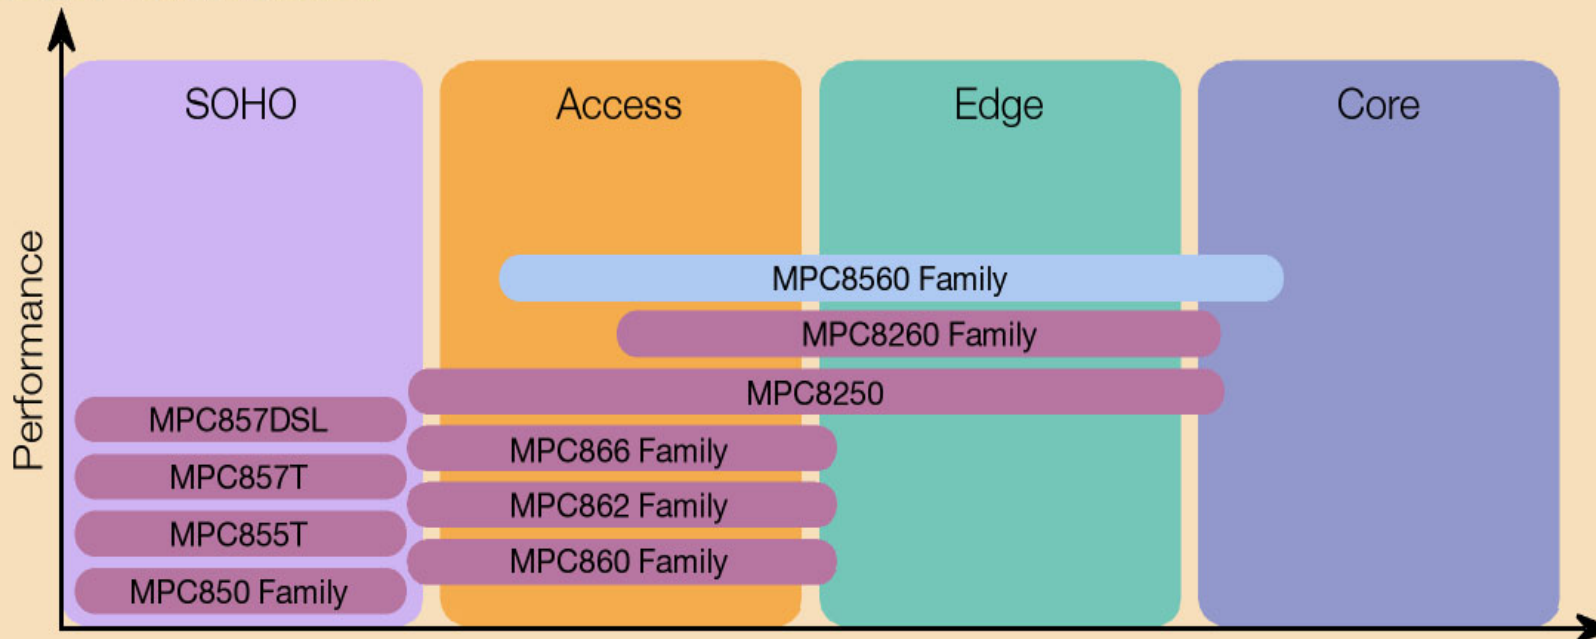 SOHO
Access
Edge
Core
Performance
MPC8560 Family
MPC8260 Family
MPC8250
MPC857DSL
MPC866 Family
MPC857T
MPC862 Family
MPC855T
MPC860 Family
MPC850 Family